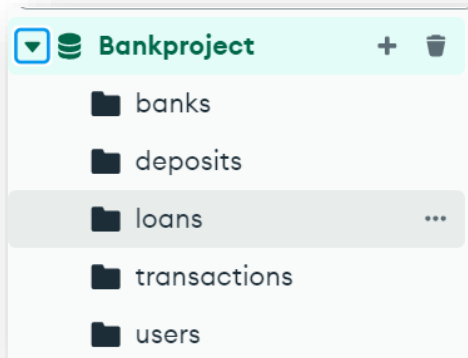 Bankproject
banks
deposits
loans
transactions
users